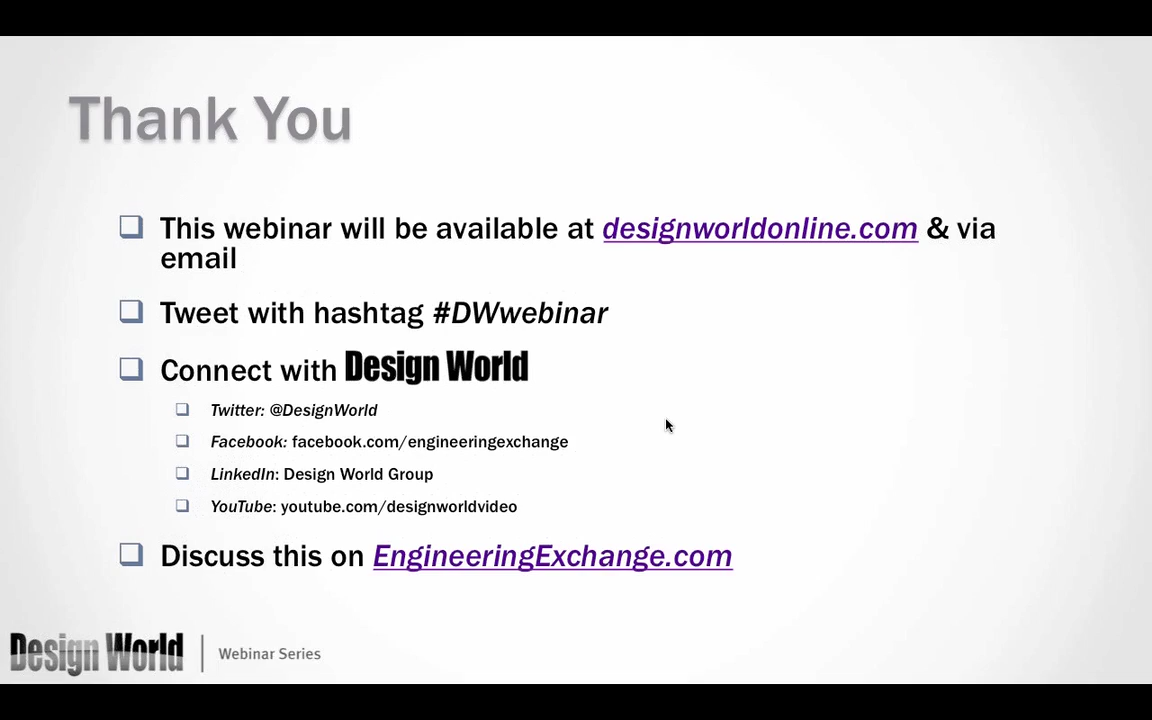 Thank You
This webinar will be available at designworldonline.com & via
email
Tweet with hashtag #DWwebinar
Connect with Design World
Twitter: @DesignWorld
Facebook: facebook.com/engineeringexchange
LinkedIn: Design World Group
YouTube: youtube.com/designworldvideo
Discuss this on EngineeringExchange.com
Design World | Webinar Series